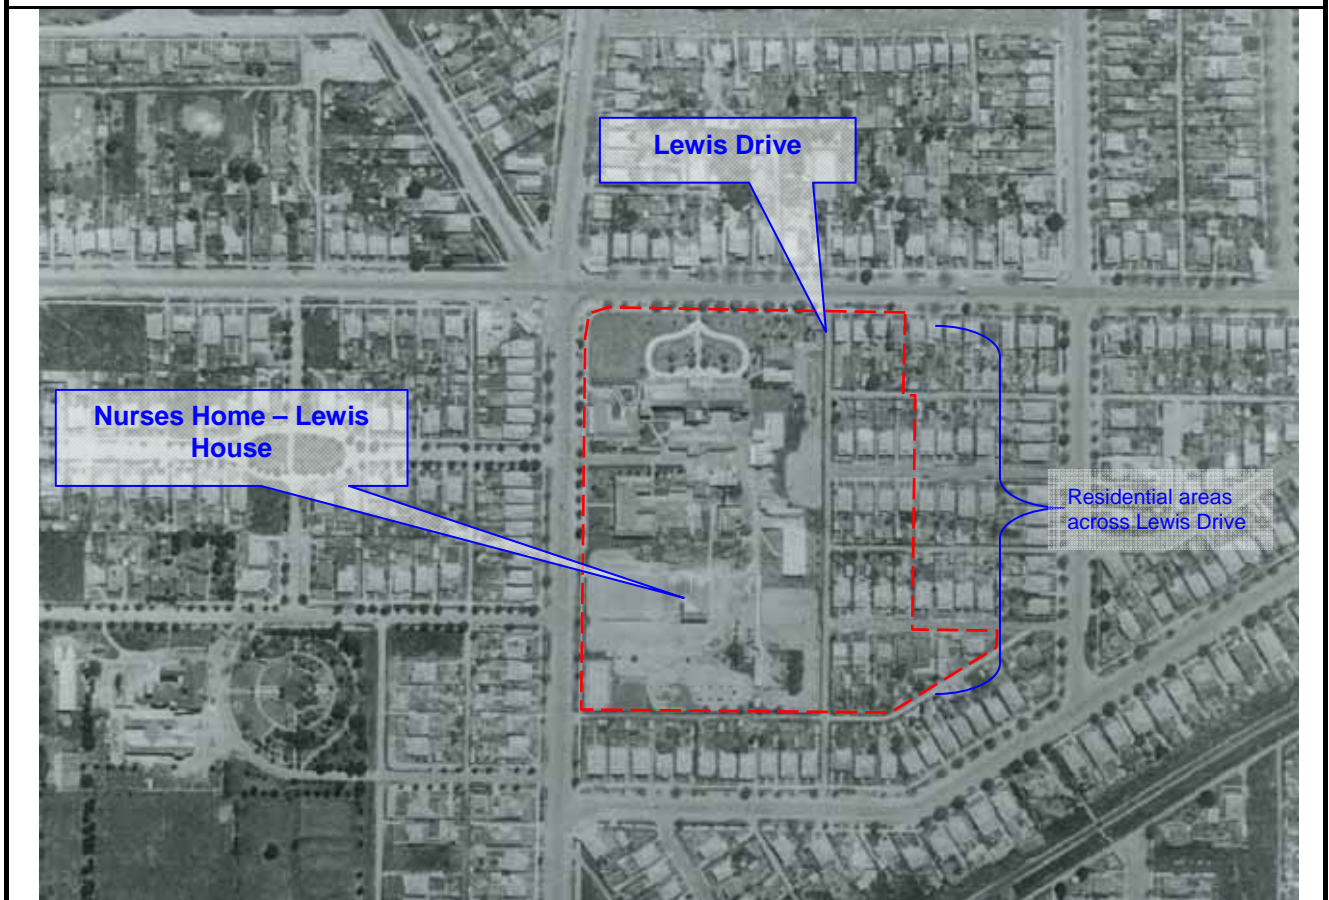 Lewis Drive
Nurses Home – Lewis
House
Residential areas
across Lewis Drive